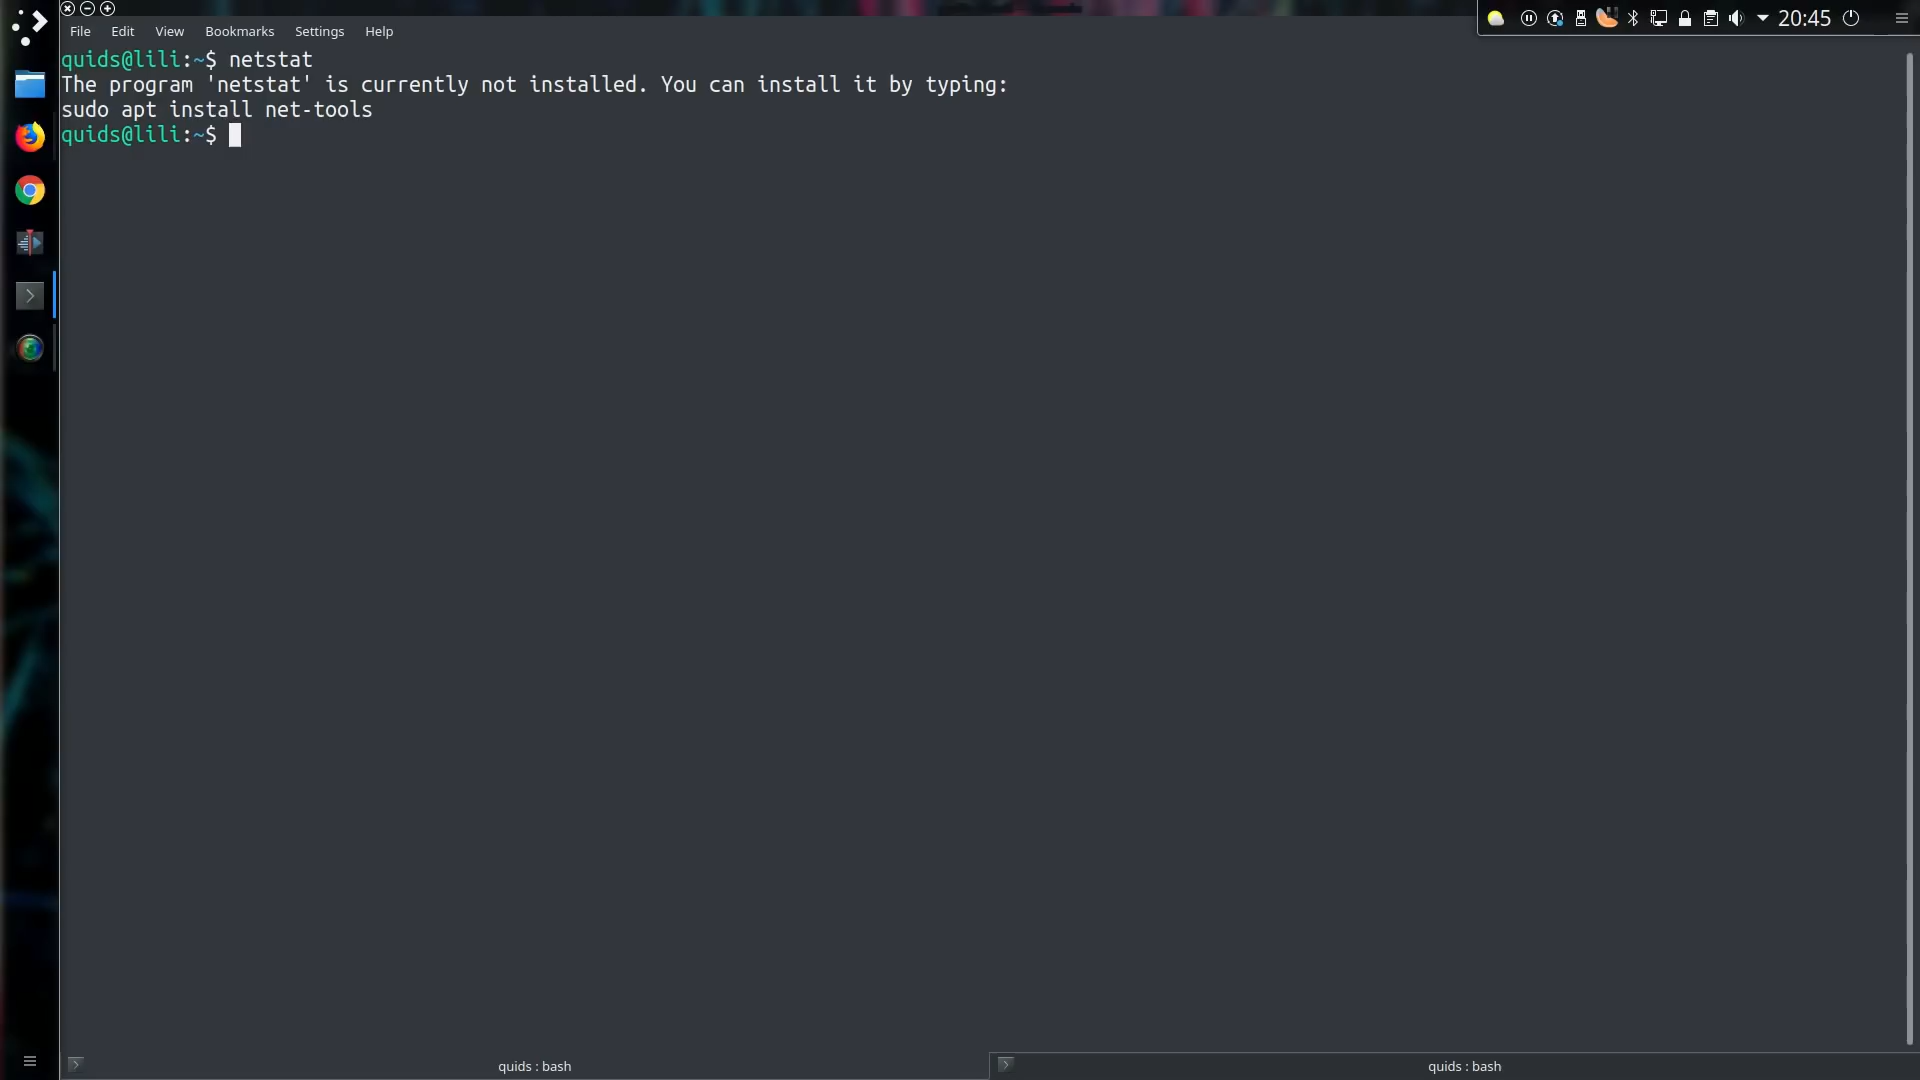 File Edit View Bookmarks Settings Help
20:45
quids@lili:~$ netstat
The program 'netstat' is currently not installed. You can install it by typing:
sudo apt install net-tools
quids@lili:~$
quids : bash
quids : bash